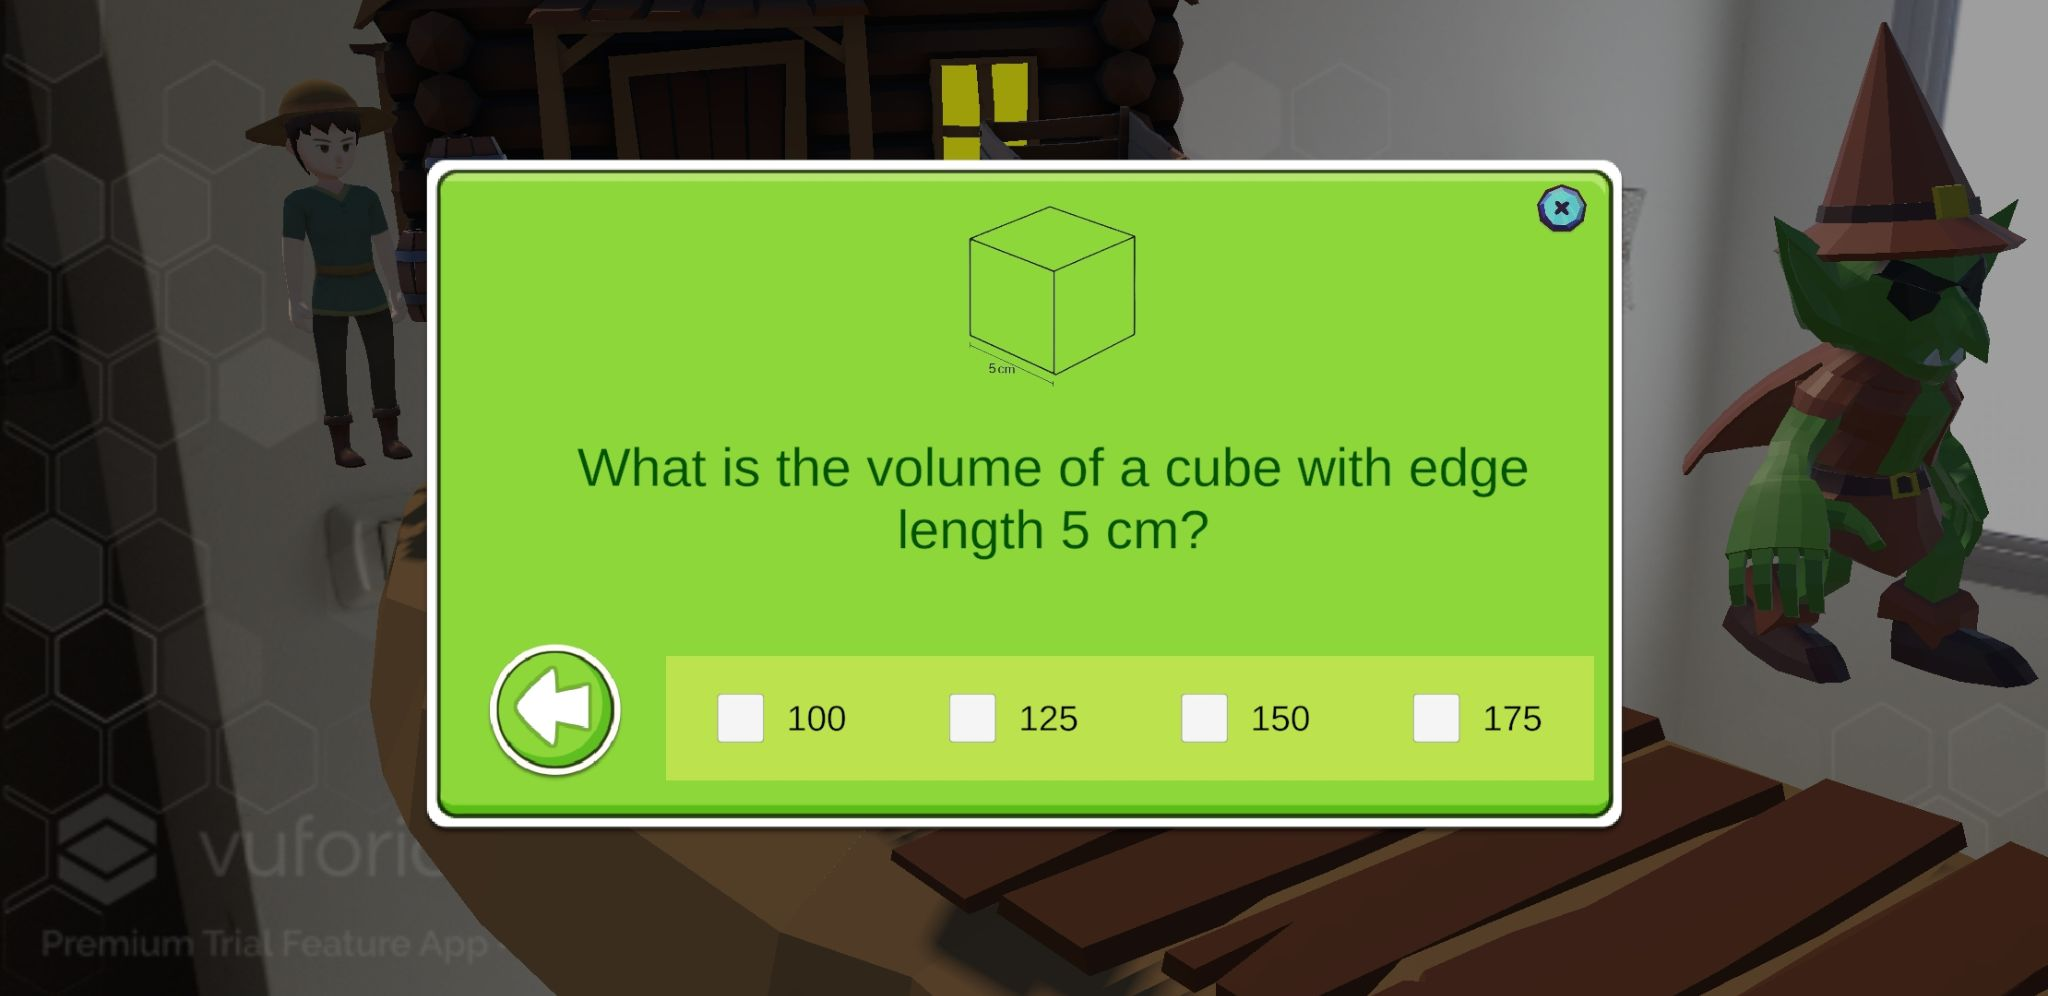 5 cm
What is the volume of a cube with edge
length 5 cm?
100 125 150 175
vuforia
Premium Trial Feature App